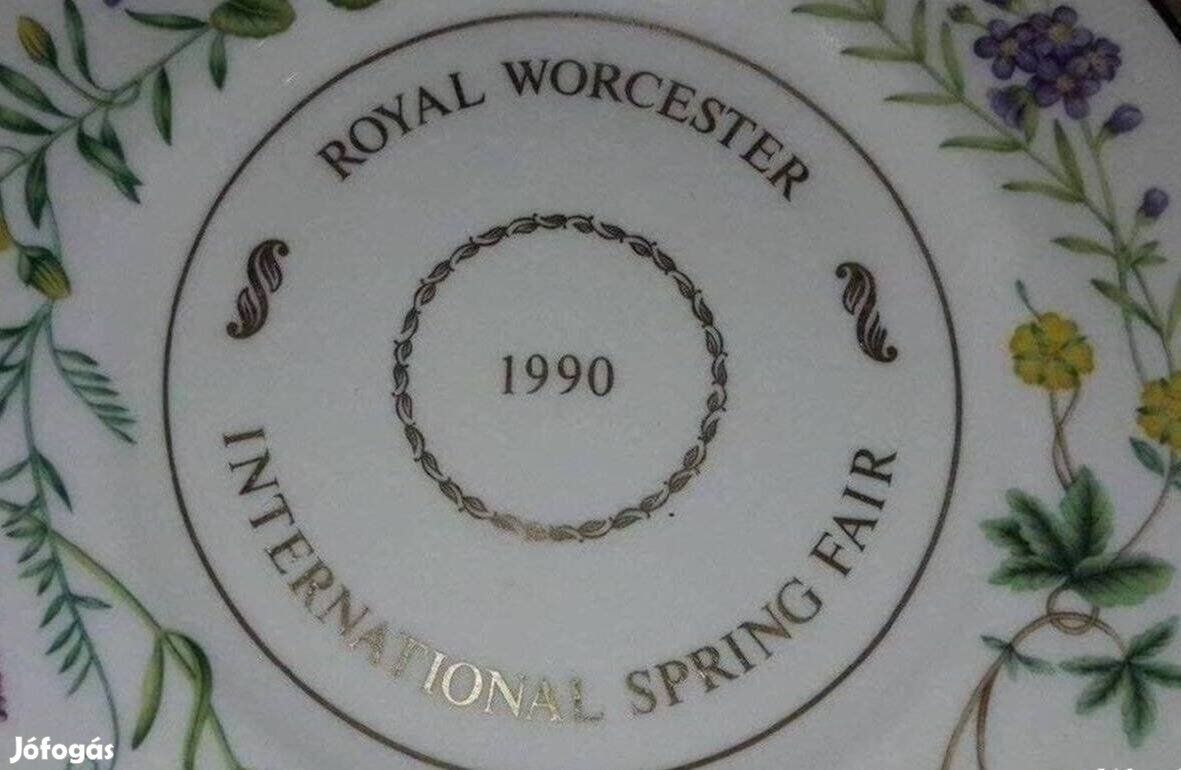 ROYAL WORCESTER
1990
INTERNATIONAL SPRING FAIR
Jófogás